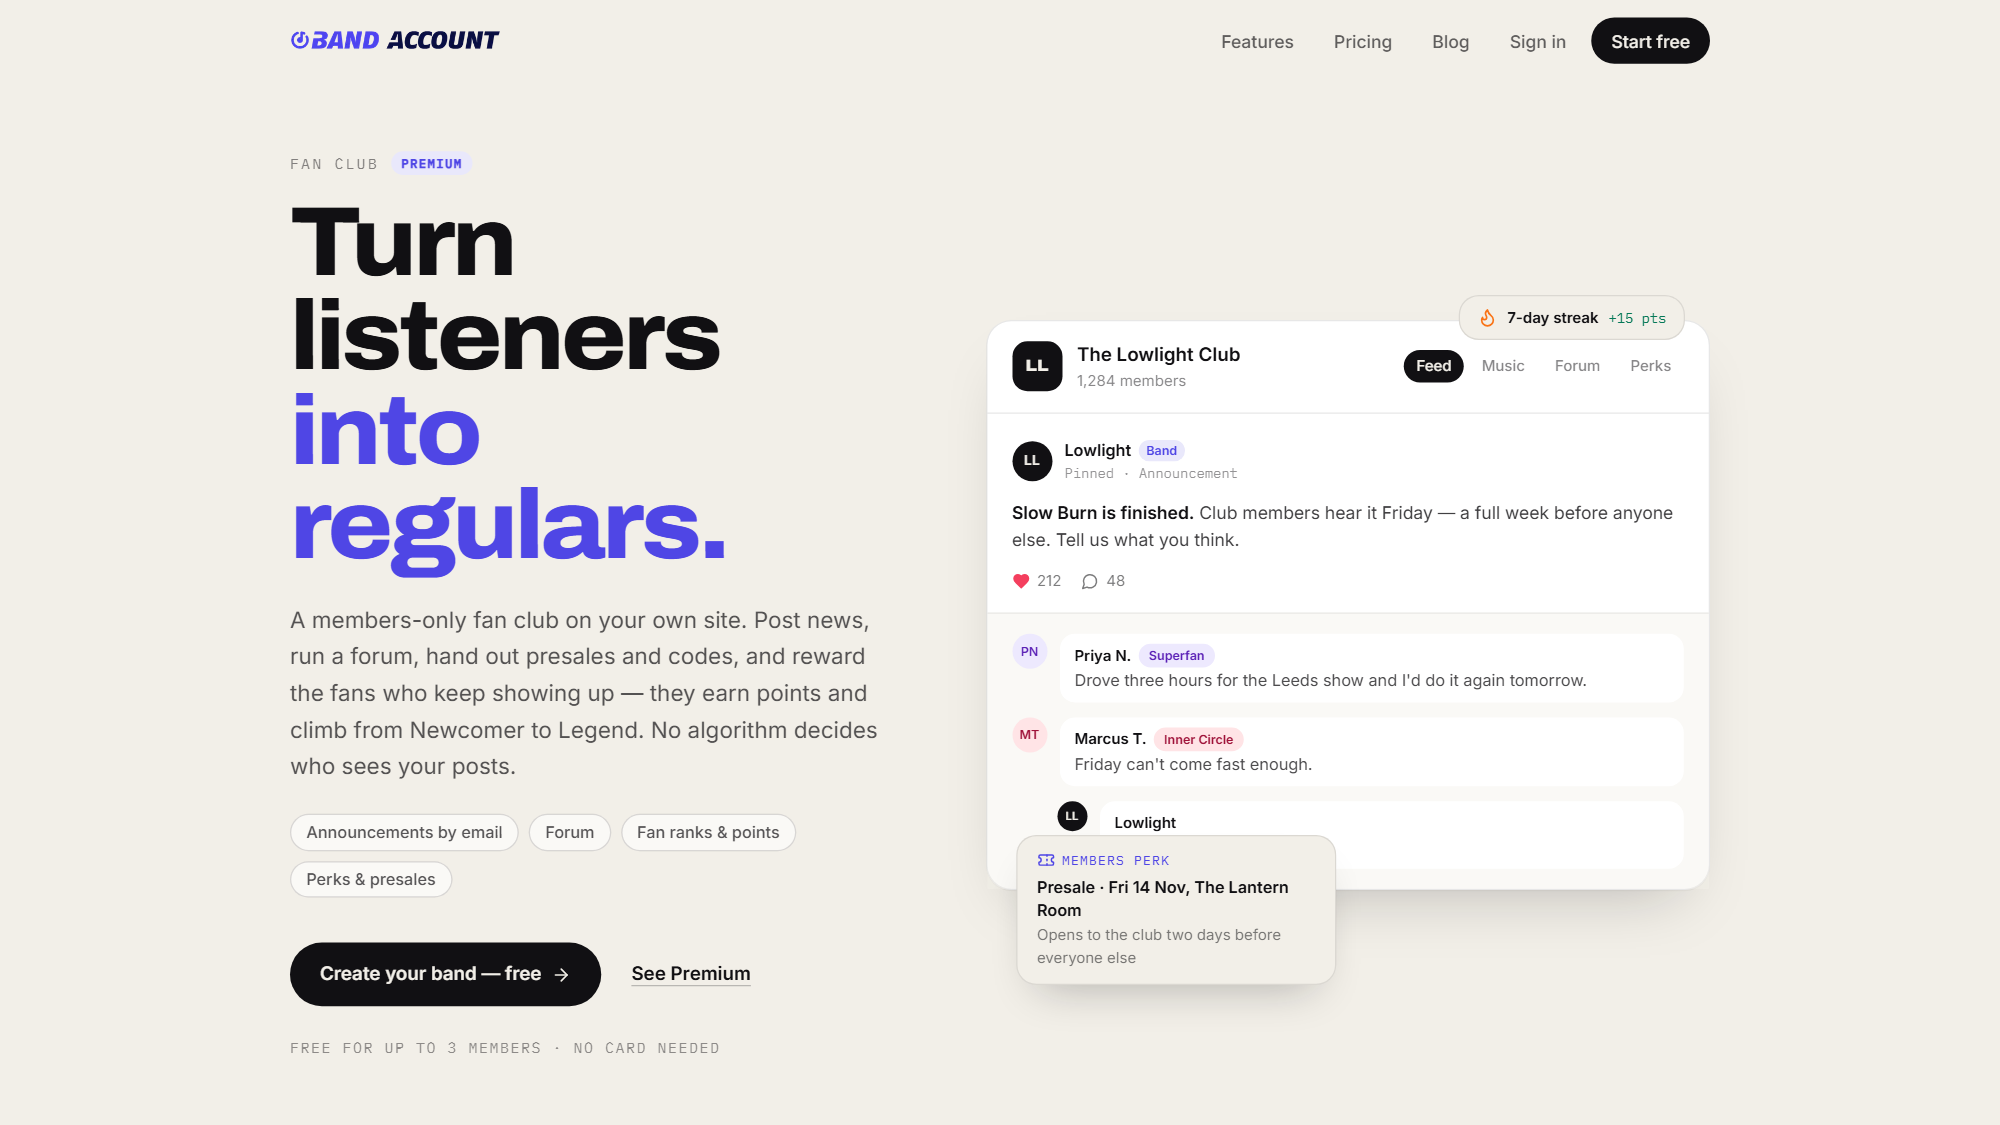 BAND ACCOUNT
Features
Pricing
Blog
Sign in
Start free
FAN CLUB
PREMIUM
Turn
listeners
into
regulars.
A members-only fan club on your own site. Post news,
run a forum, hand out presales and codes, and reward
the fans who keep showing up — they earn points and
climb from Newcomer to Legend. No algorithm decides
who sees your posts.
Announcements by email
Forum
Fan ranks & points
Perks & presales
Create your band — free →
See Premium
FREE FOR UP TO 3 MEMBERS · NO CARD NEEDED
7-day streak +15 pts
LL
The Lowlight Club
1,284 members
Feed
Music
Forum
Perks
LL
Lowlight
Band
Pinned · Announcement
Slow Burn is finished. Club members hear it Friday — a full week before anyone
else. Tell us what you think.
212
48
PN
Priya N.
Superfan
Drove three hours for the Leeds show and I'd do it again tomorrow.
MT
Marcus T.
Inner Circle
Friday can't come fast enough.
LL
Lowlight
MEMBERS PERK
Presale · Fri 14 Nov, The Lantern
Room
Opens to the club two days before
everyone else